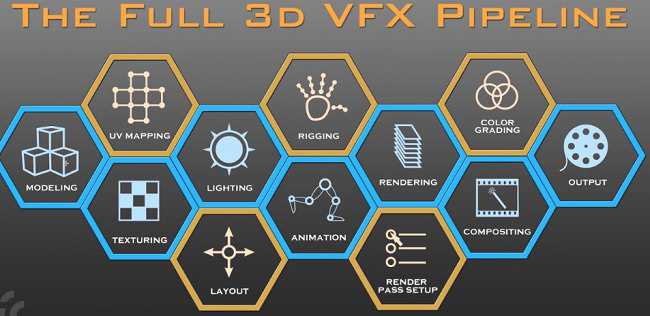 The Full 3d VFX Pipeline
UV MAPPING
RIGGING
COLOR
GRADING
MODELING
LIGHTING
RENDERING
OUTPUT
TEXTURING
ANIMATION
COMPOSITING
LAYOUT
RENDER
PASS SETUP